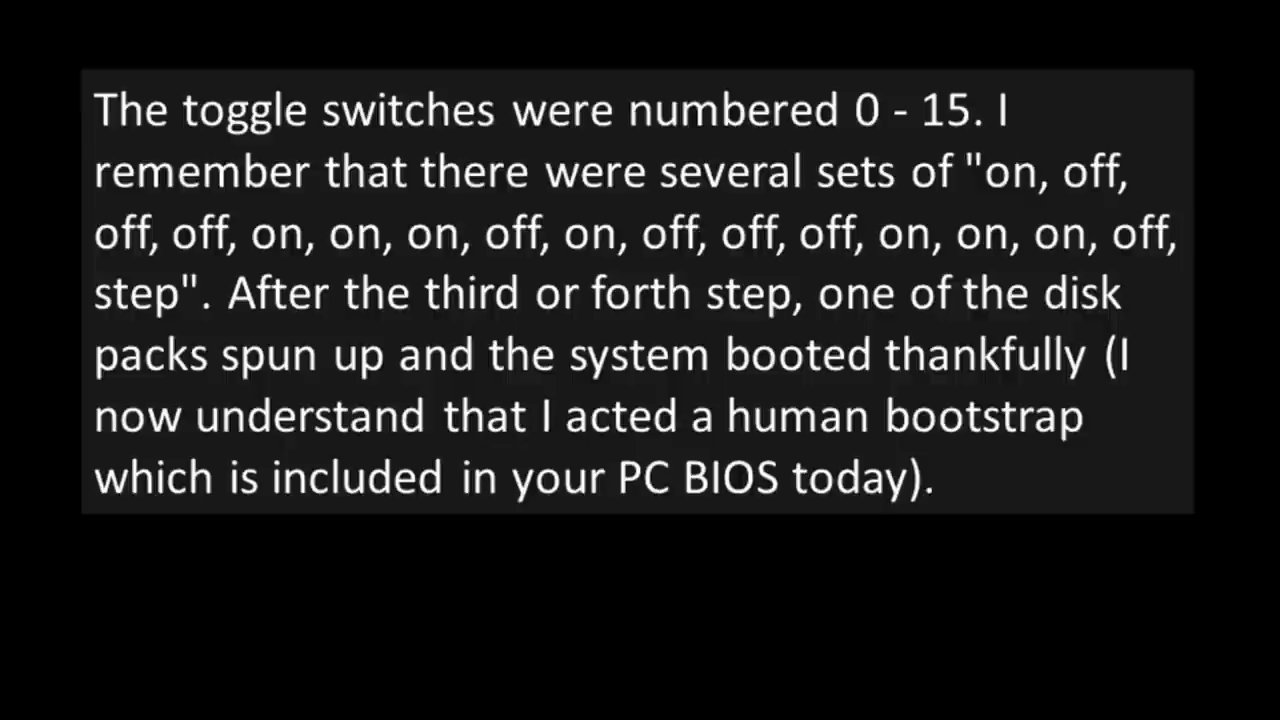 The toggle switches were numbered 0 - 15. I
remember that there were several sets of "on, off,
off, off, on, on, on, off, on, off, off, off, on, on, on, off,
step". After the third or forth step, one of the disk
packs spun up and the system booted thankfully (I
now understand that I acted a human bootstrap
which is included in your PC BIOS today).